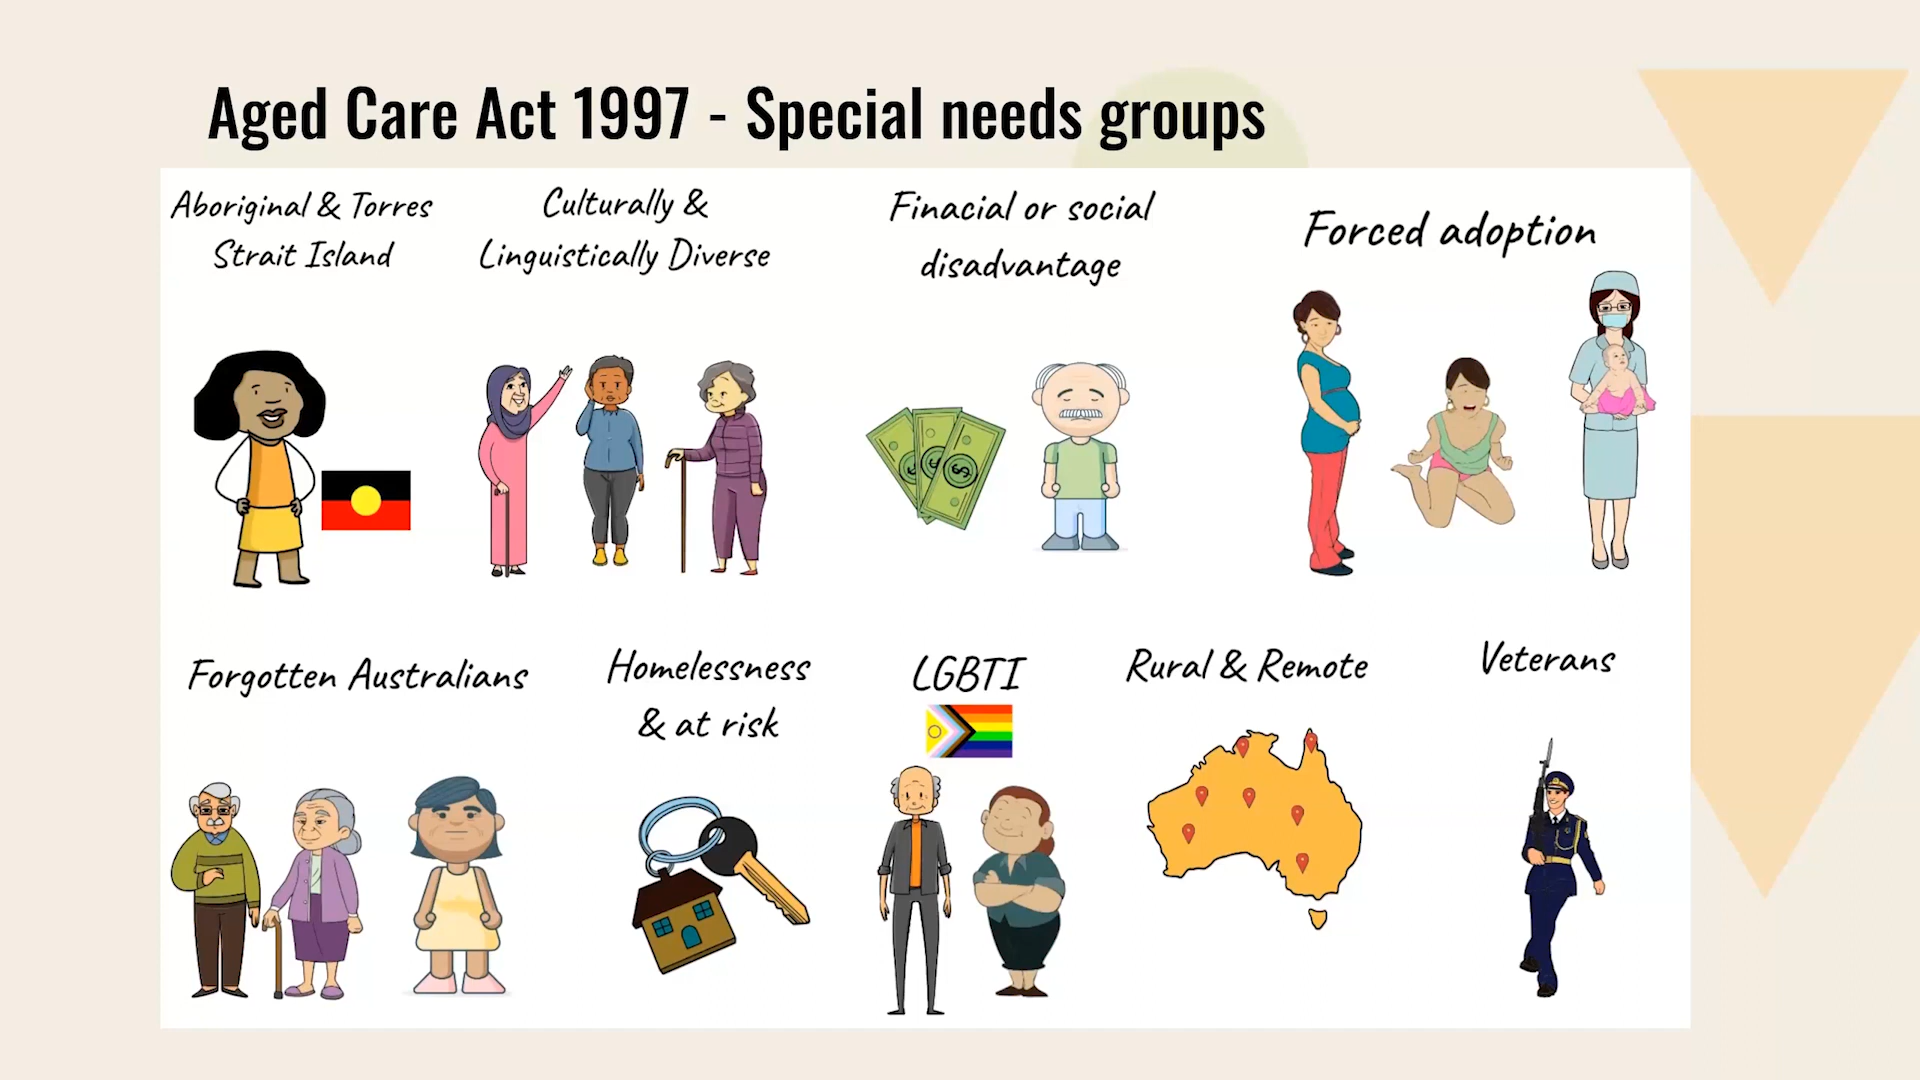 Aged Care Act 1997 - Special needs groups
Aboriginal & Torres
Strait Island
Culturally &
Linguistically Diverse
Finacial or social
disadvantage
Forced adoption
Forgotten Australians
Homelessness
& at risk
LGBTI
Rural & Remote
Veterans